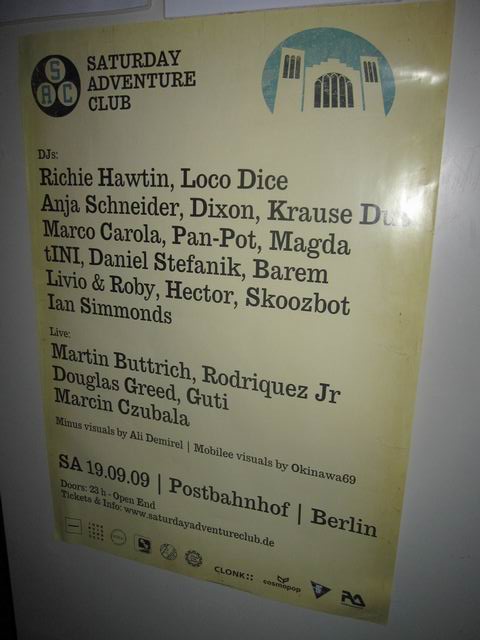 SAC
SATURDAY
ADVENTURE
CLUB
DJs:
Richie Hawtin, Loco Dice
Anja Schneider, Dixon, Krause Duo
Marco Carola, Pan-Pot, Magda
tINI, Daniel Stefanik, Barem
Livio & Roby, Hector, Skoozbot
Ian Simmonds
Live:
Martin Buttrich, Rodriquez Jr
Douglas Greed, Guti
Marcin Czubala
Minus visuals by Ali Demirel | Mobilee visuals by Okinawa69
SA 19.09.09 | Postbahnhof | Berlin
Doors: 23 h - Open End
Tickets & Info: www.saturdayadventureclub.de
CLONK::
cosmopop
RA